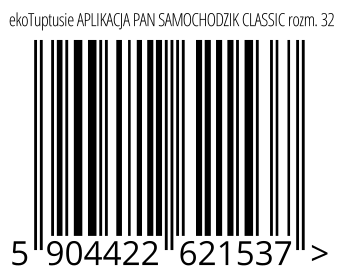 ekoTuptusie APLIKACJA PAN SAMOCHODZIK CLASSIC rozm. 32
5 904422 621537 >